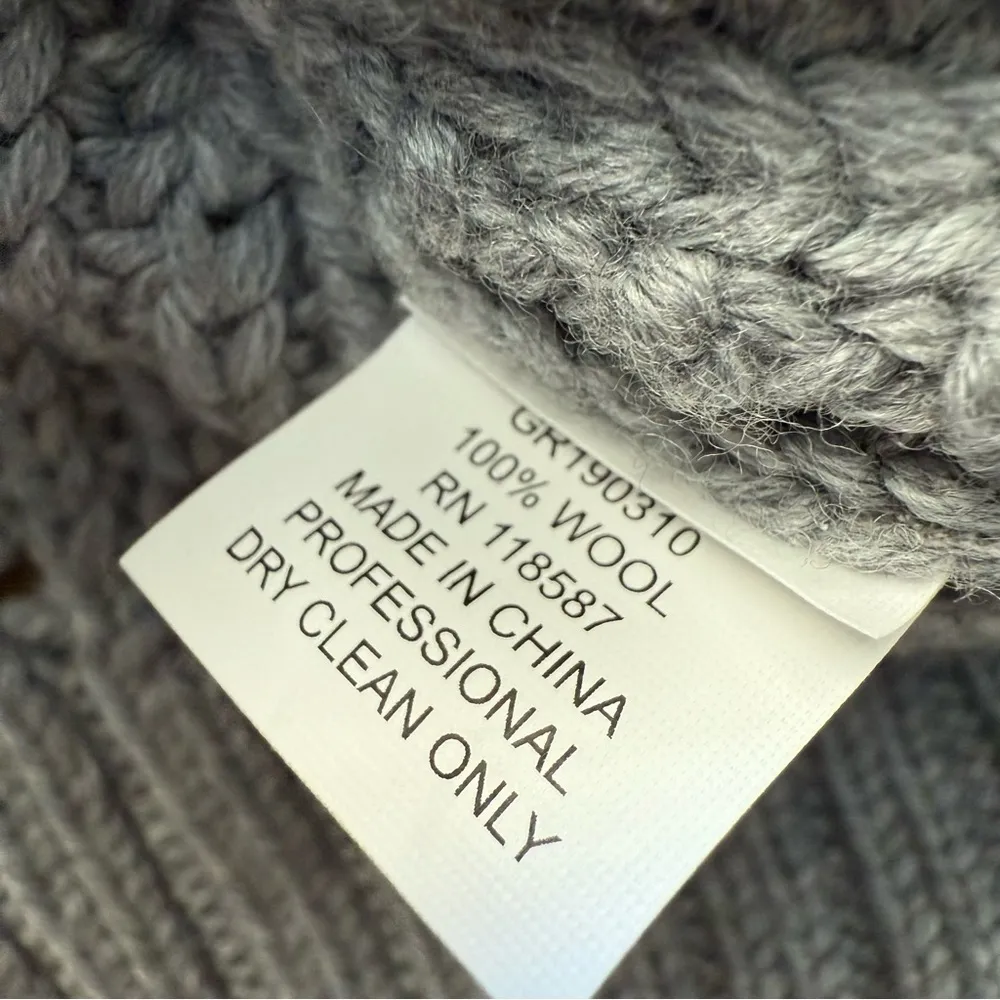 GR190310
100% WOOL
RN 118587
MADE IN CHINA
PROFESSIONAL
DRY CLEAN ONLY